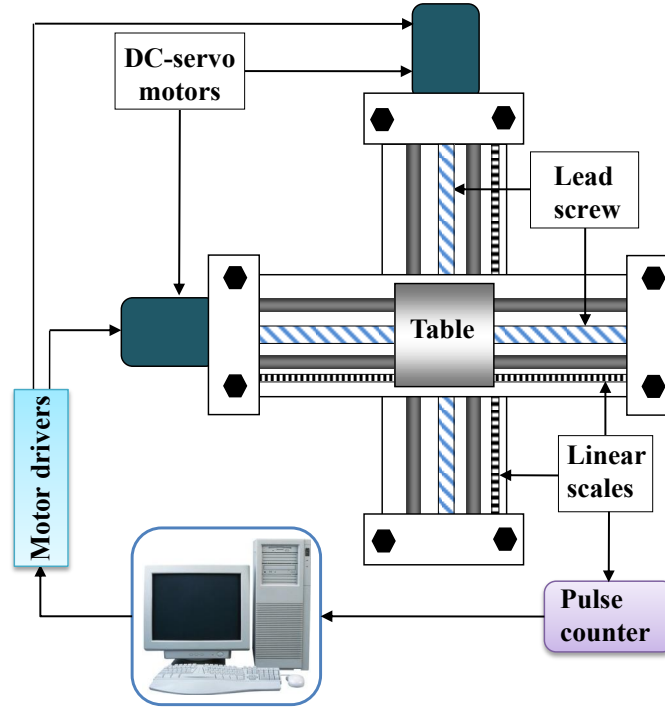 DC-servo
motors
Lead
screw
Table
Motor drivers
Linear
scales
Pulse
counter